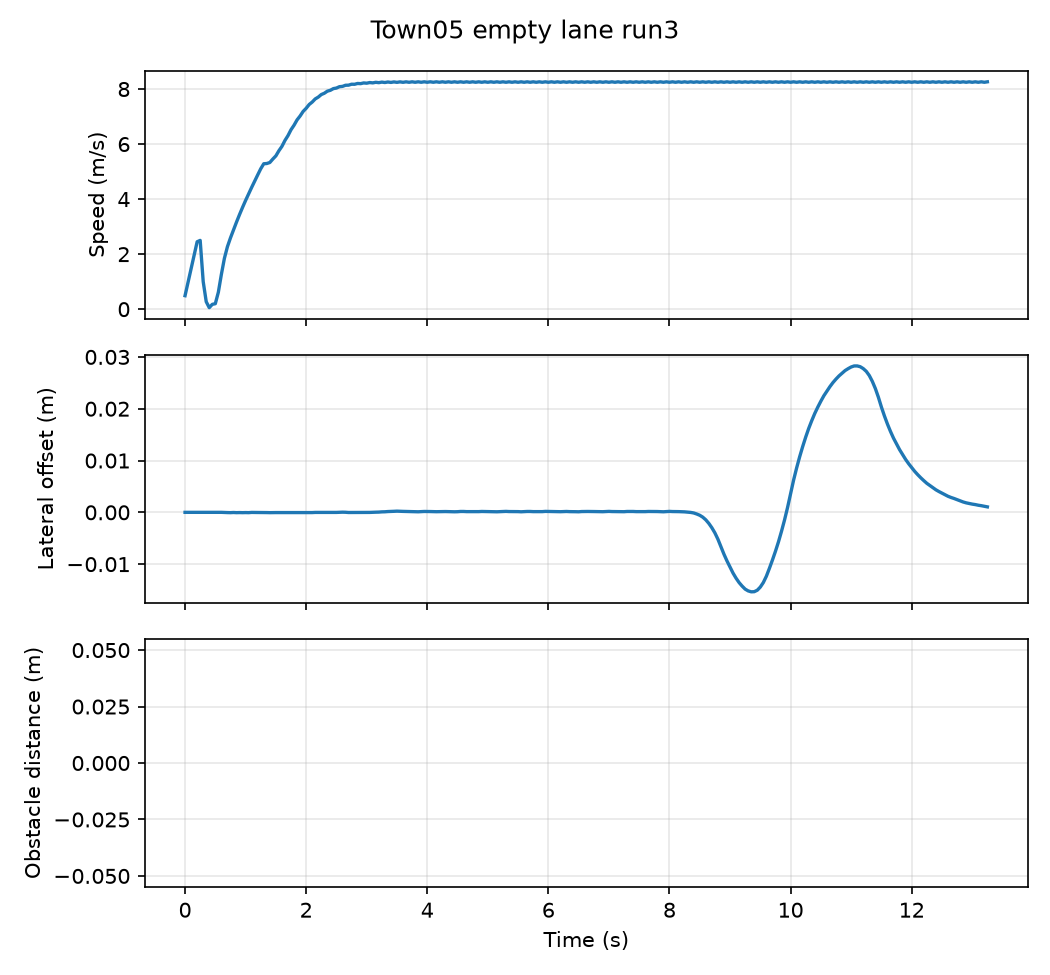 Town05 empty lane run3
8
6
4
2
0
Speed (m/s)
0.03
0.02
0.01
0.00
−0.01
Lateral offset (m)
0.050
0.025
0.000
−0.025
−0.050
Obstacle distance (m)
0 2 4 6 8 10 12
Time (s)